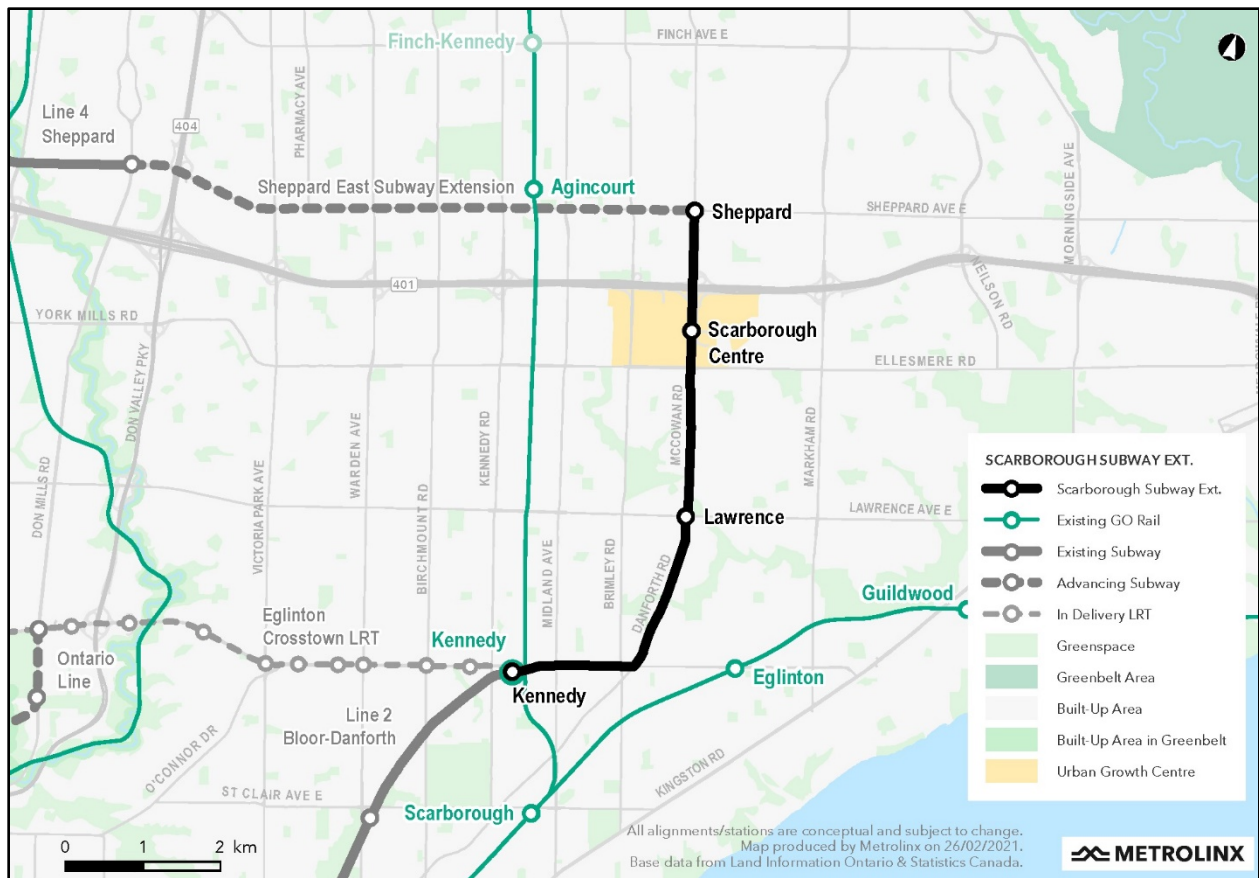 Finch-Kennedy
FINCH AVE E
Line 4
Sheppard
404
PHARMACY AVE
MORNINGSIDE AVE
Sheppard East Subway Extension
Agincourt
Sheppard
SHEPPARD AVE E
NEILSON RD
401
YORK MILLS RD
DON VALLEY PKY
Scarborough
Centre
ELLESMERE RD
DON MILLS RD
VICTORIA PARK AVE
WARDEN AVE
BIRCHMOUNT RD
KENNEDY RD
MIDLAND AVE
BRIMLEY RD
MCCOWAN RD
MARKHAM RD
DANFORTH RD
Lawrence
LAWRENCE AVE E
Guildwood
Eglinton
Crosstown LRT
Kennedy
Ontario
Line
Kennedy
Eglinton
Line 2
Bloor-Danforth
O'CONNOR DR
KINGSTON RD
ST CLAIR AVE E
Scarborough
SCARBOROUGH SUBWAY EXT.
Scarborough Subway Ext.
Existing GO Rail
Existing Subway
Advancing Subway
In Delivery LRT
Greenspace
Greenbelt Area
Built-Up Area
Built-Up Area in Greenbelt
Urban Growth Centre
0 1 2 km
All alignments/stations are conceptual and subject to change.
Map produced by Metrolinx on 26/02/2021.
Base data from Land Information Ontario & Statistics Canada.
METROLINX